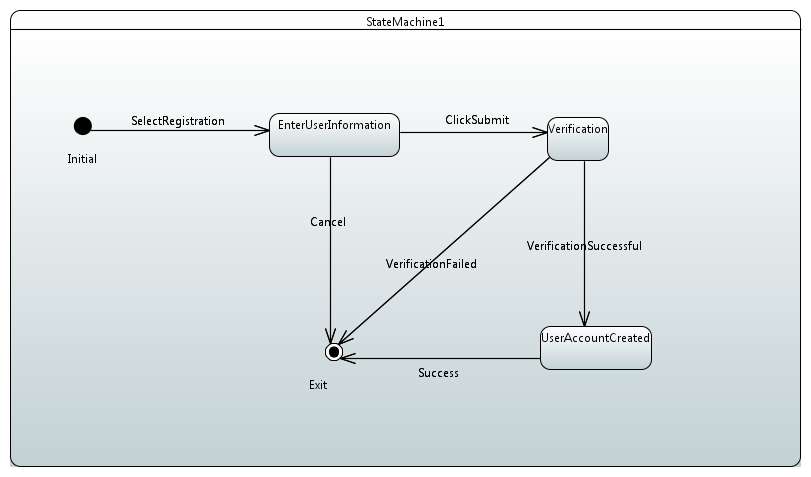 StateMachine1
SelectRegistration
EnterUserInformation
ClickSubmit
Verification
Initial
Cancel
VerificationSuccessful
VerificationFailed
UserAccountCreated
Success
Exit